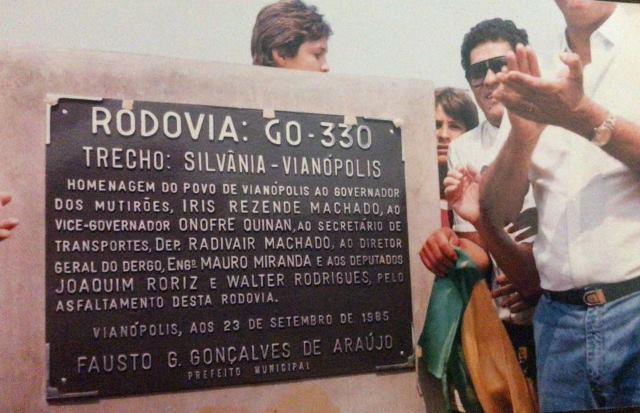 RODOVIA: GO-330
TRECHO: SILVÂNIA-VIANÓPOLIS
HOMENAGEM DO POVO DE VIANÓPOLIS AO GOVERNADOR
DOS MUTIRÕES, IRIS REZENDE MACHADO, AO
VICE-GOVERNADOR ONOFRE QUINAN, AO SECRETÁRIO DE
TRANSPORTES, DEP. RADIVAIR MACHADO, AO DIRETOR
GERAL DO DERGO, ENGº MAURO MIRANDA E AOS DEPUTADOS
JOAQUIM RORIZ E WALTER RODRIGUES, PELO
ASFALTAMENTO DESTA RODOVIA.
VIANÓPOLIS, AOS 23 DE SETEMBRO DE 1985
FAUSTO G. GONÇALVES DE ARAÚJO
PREFEITO MUNICIPAL